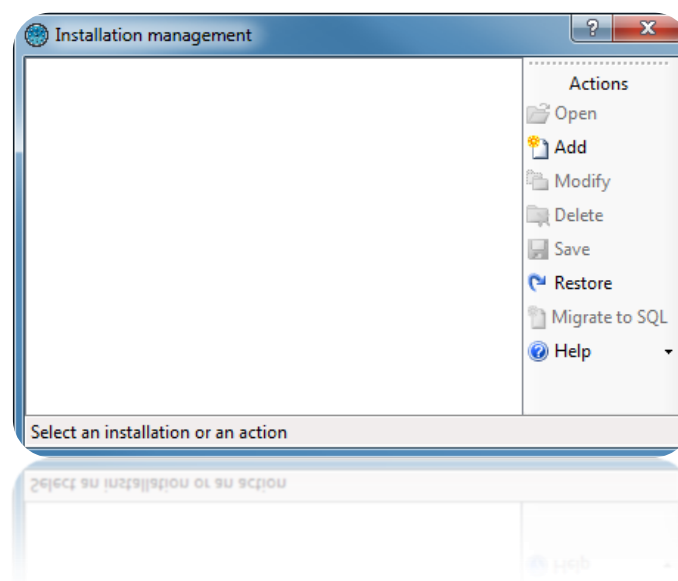 Installation management
Actions
Open
Add
Modify
Delete
Save
Restore
Migrate to SQL
Help
Select an installation or an action